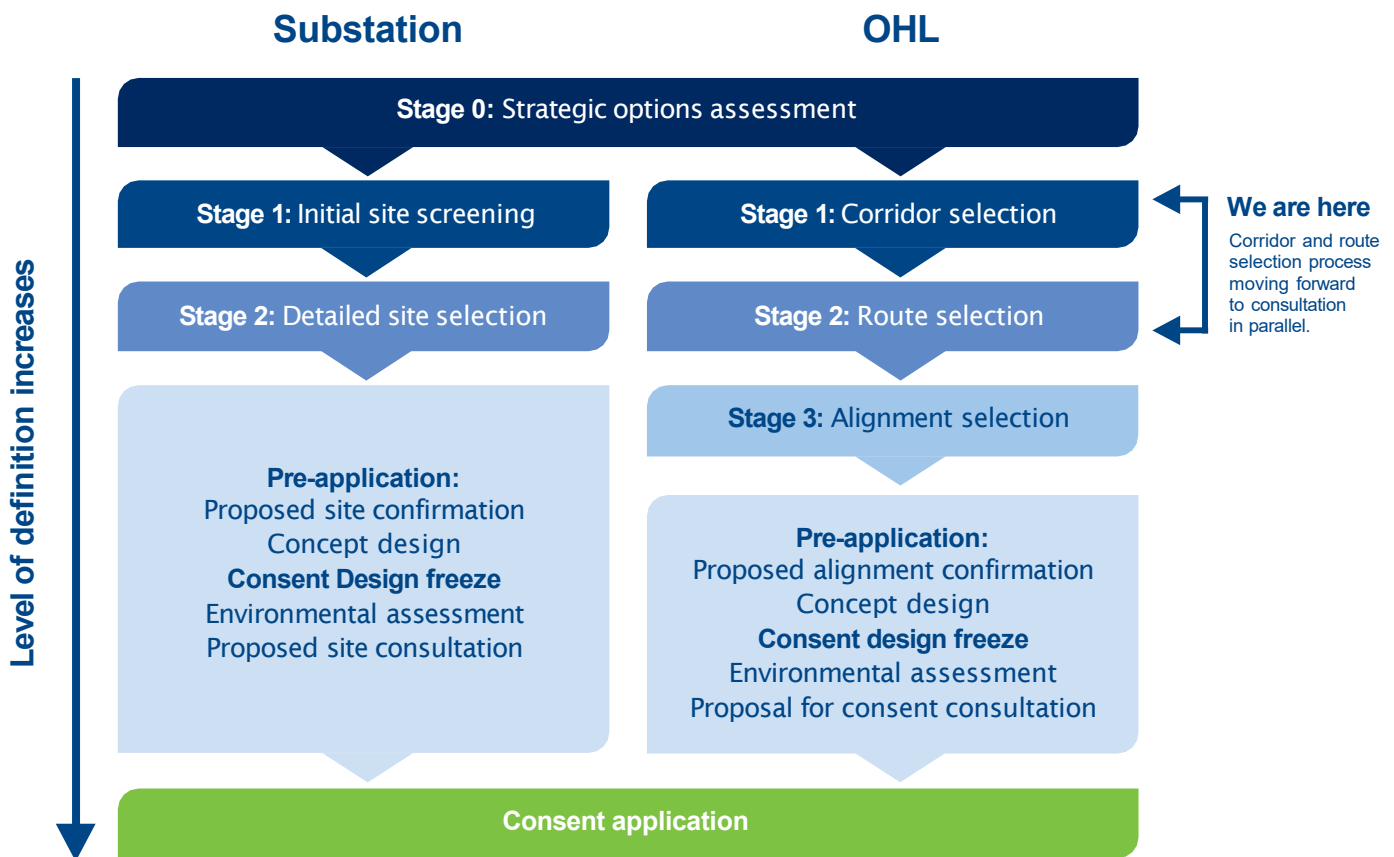 Substation
OHL
Level of definition increases
Stage 0: Strategic options assessment
Stage 1: Initial site screening
Stage 1: Corridor selection
We are here
Corridor and route
selection process
moving forward
to consultation
in parallel.
Stage 2: Detailed site selection
Stage 2: Route selection
Stage 3: Alignment selection
Pre-application:
Proposed site confirmation
Concept design
Consent Design freeze
Environmental assessment
Proposed site consultation
Pre-application:
Proposed alignment confirmation
Concept design
Consent design freeze
Environmental assessment
Proposal for consent consultation
Consent application